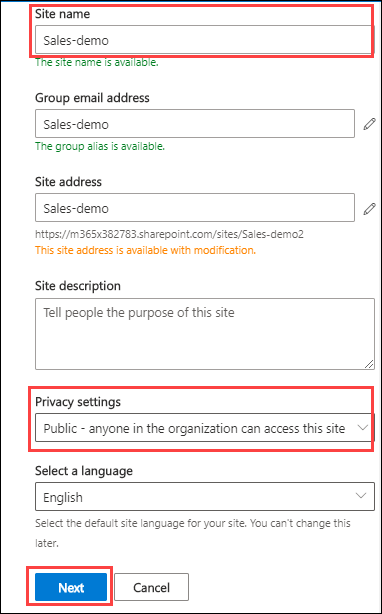 Site name
Sales-demo
The site name is available.
Group email address
Sales-demo
The group alias is available.
Site address
Sales-demo
https://m365x382783.sharepoint.com/sites/Sales-demo2
This site address is available with modification.
Site description
Tell people the purpose of this site
Privacy settings
Public - anyone in the organization can access this site
Select a language
English
Select the default site language for your site. You can't change this
later.
Next Cancel